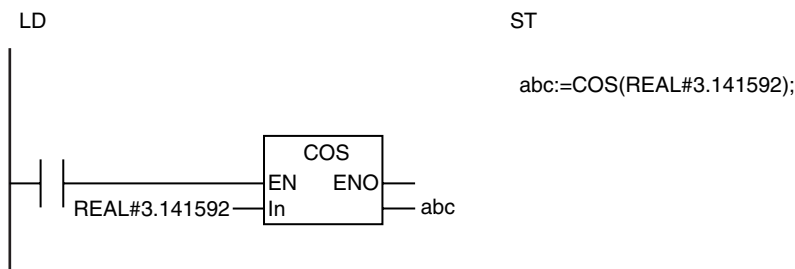 LD
ST
abc:=COS(REAL#3.141592);
COS
EN ENO
REAL#3.141592 In abc